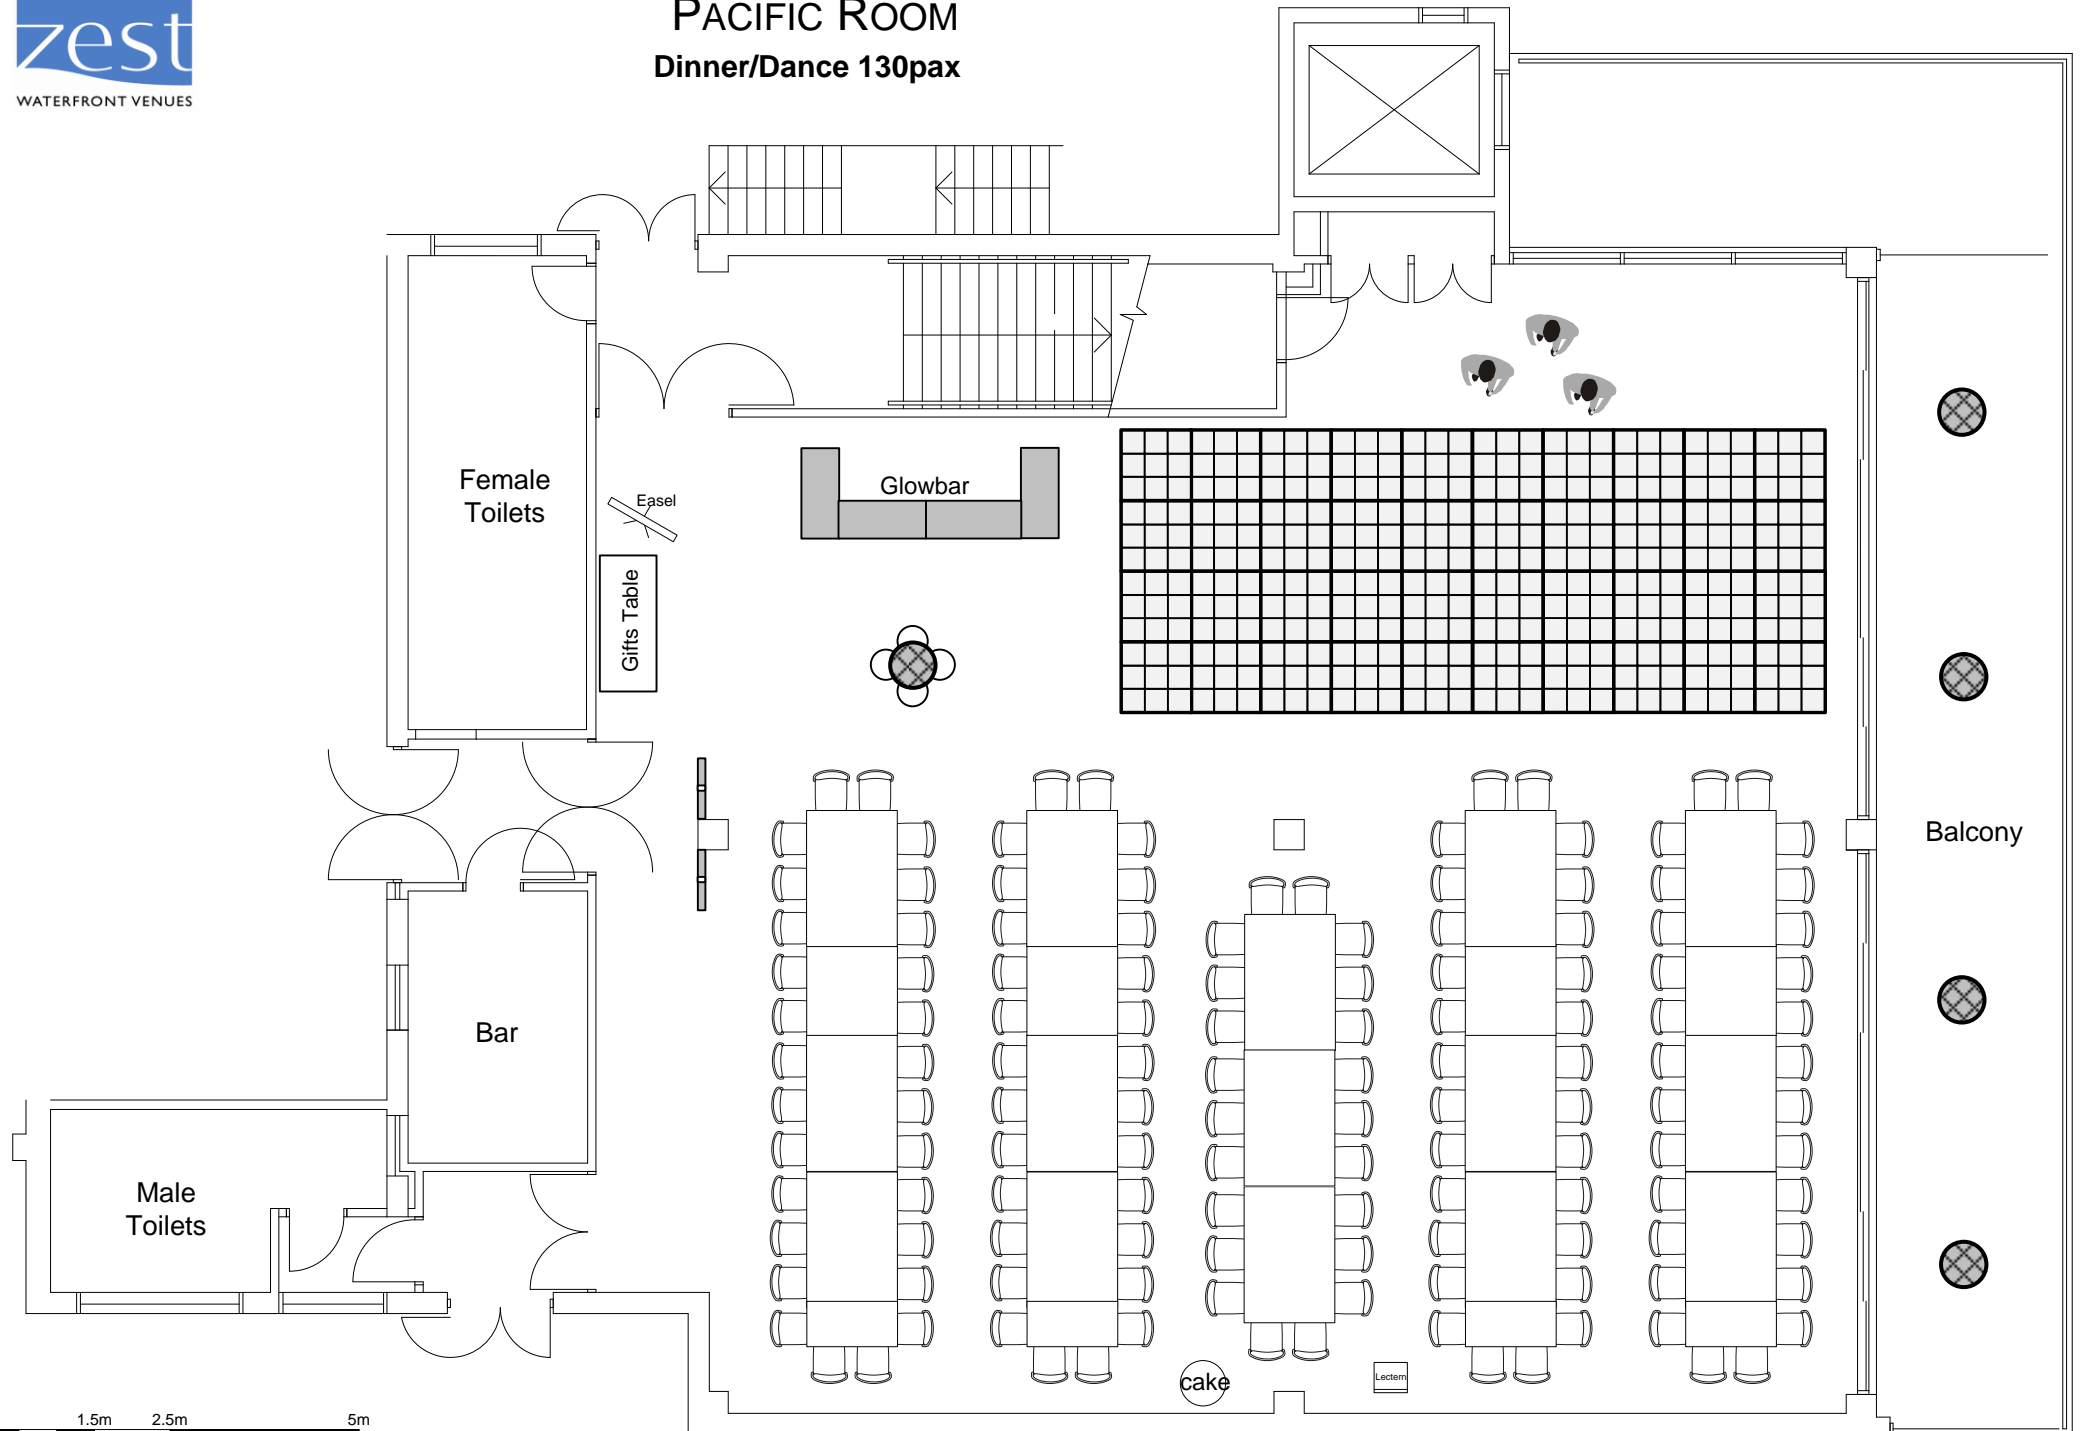 zest
WATERFRONT VENUES
PACIFIC ROOM
Dinner/Dance 130pax
Female
Toilets
Easel
Glowbar
Gifts Table
Balcony
Bar
Male
Toilets
cake
Lectern
1.5m 2.5m 5m